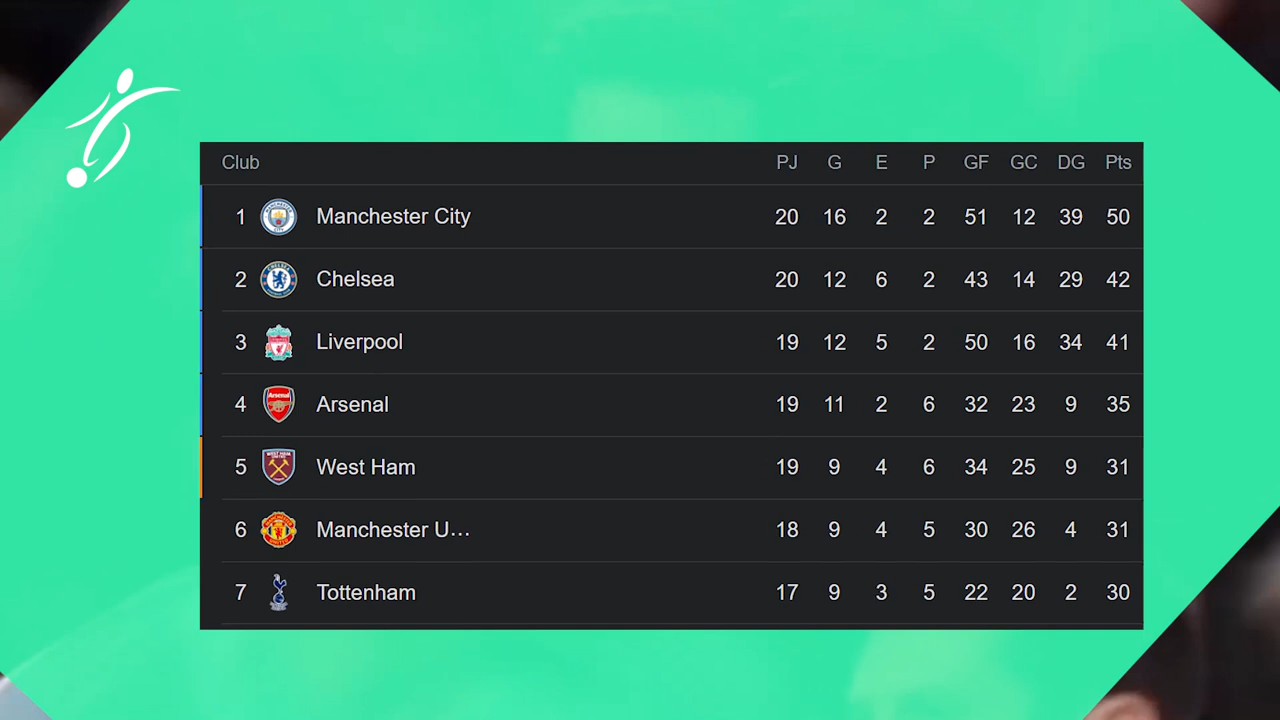 Club PJ G E P GF GC DG Pts
1 Manchester City 20 16 2 2 51 12 39 50
2 Chelsea 20 12 6 2 43 14 29 42
3 Liverpool 19 12 5 2 50 16 34 41
4 Arsenal 19 11 2 6 32 23 9 35
5 West Ham 19 9 4 6 34 25 9 31
6 Manchester U... 18 9 4 5 30 26 4 31
7 Tottenham 17 9 3 5 22 20 2 30